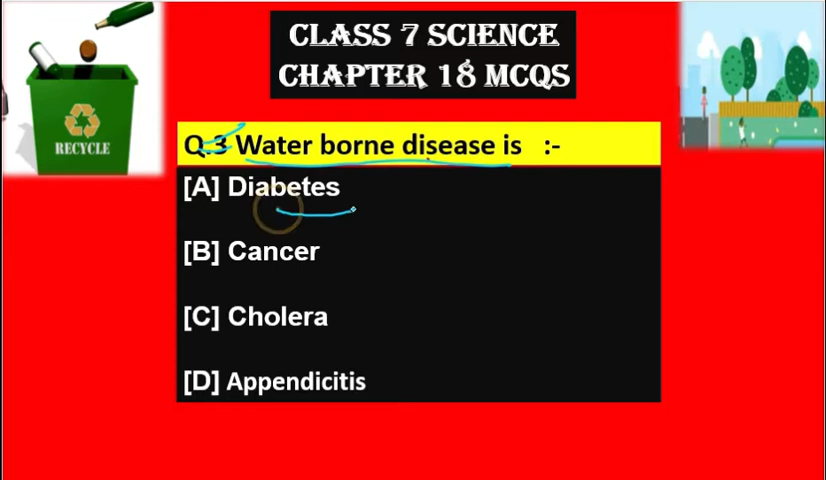 CLASS 7 SCIENCE
CHAPTER 18 MCQS
RECYCLE
Q.3 Water borne disease is :-
[A] Diabetes
[B] Cancer
[C] Cholera
[D] Appendicitis